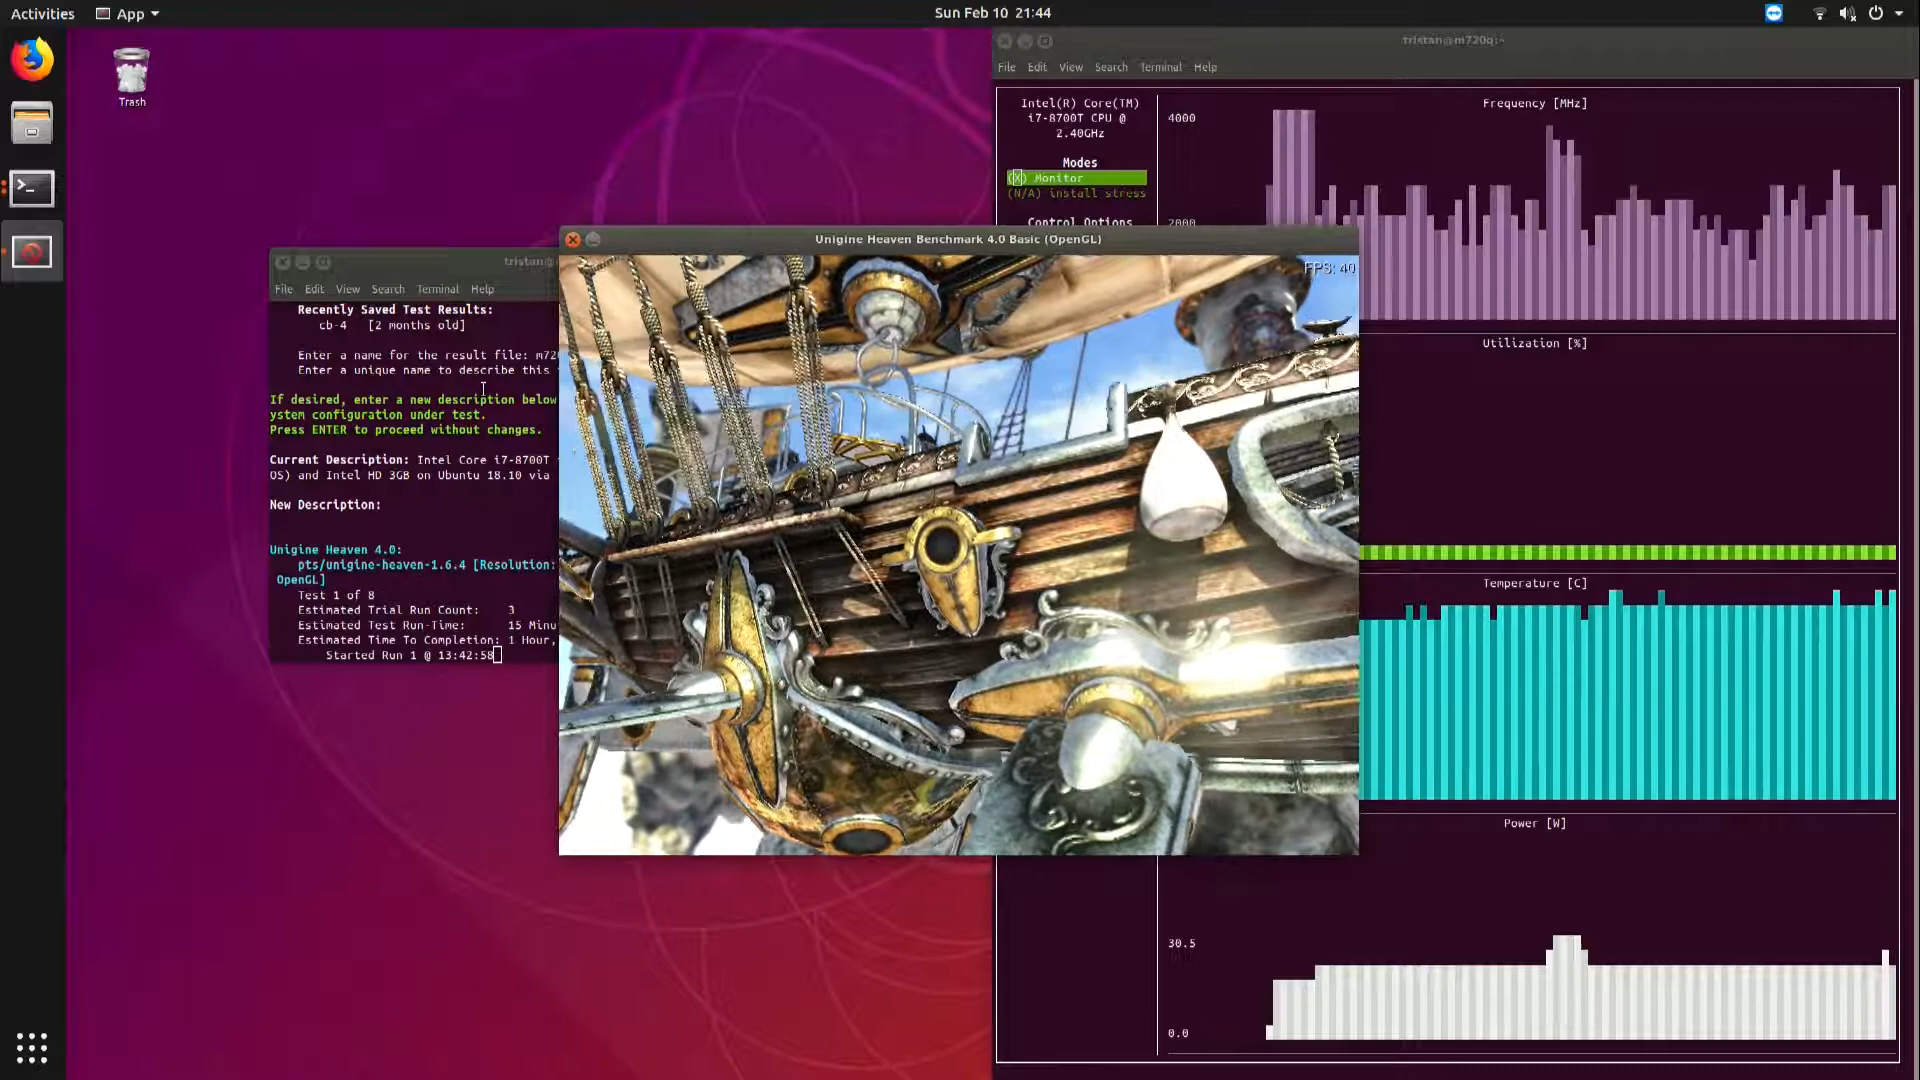 Activities
App
Sun Feb 10 21:44
Trash
tristan@m720q:~
File Edit View Search Terminal Help
Intel(R) Core(TM)
i7-8700T CPU @
2.40GHz
Modes
(X) Monitor
(N/A) install stress
Control Options
Frequency [MHz]
4000
2000
Utilization [%]
Temperature [C]
Power [W]
30.5
0.0
Unigine Heaven Benchmark 4.0 Basic (OpenGL)
FPS: 40
tristan@
File Edit View Search Terminal Help
Recently Saved Test Results:
cb-4 [2 months old]
Enter a name for the result file: m72
Enter a unique name to describe this
If desired, enter a new description below
ystem configuration under test.
Press ENTER to proceed without changes.
Current Description: Intel Core i7-8700T
OS) and Intel HD 3GB on Ubuntu 18.10 via
New Description:
Unigine Heaven 4.0:
pts/unigine-heaven-1.6.4 [Resolution:
OpenGL]
Test 1 of 8
Estimated Trial Run Count: 3
Estimated Test Run-Time: 15 Minu
Estimated Time To Completion: 1 Hour,
Started Run 1 @ 13:42:58